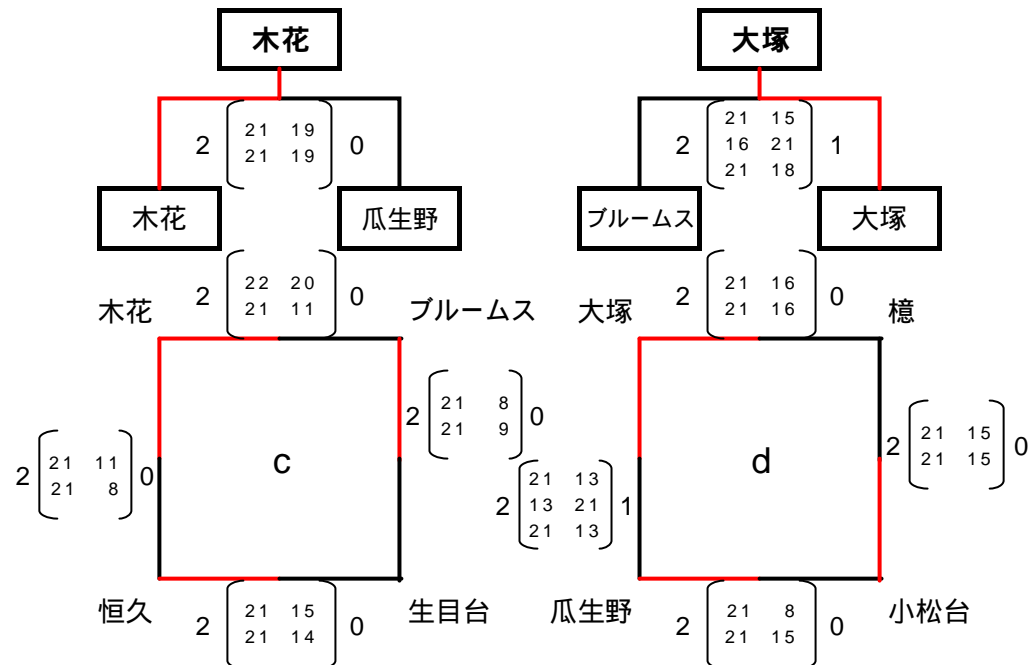 木花 大塚
2 21 19 0 2 21 15 1
21 19 16 21
21 18
木花 瓜生野 ブルームス 大塚
木花 2 22 20 0 ブルームス 大塚 2 21 16 0 檍
21 11 21 16
2 21 8 0
21 9
2 21 15 0
21 15
2 21 11 0
21 8
c d
2 21 13 1
13 21
21 13
恒久 2 21 15 0 生目台 瓜生野 2 21 8 0 小松台
21 14 21 15